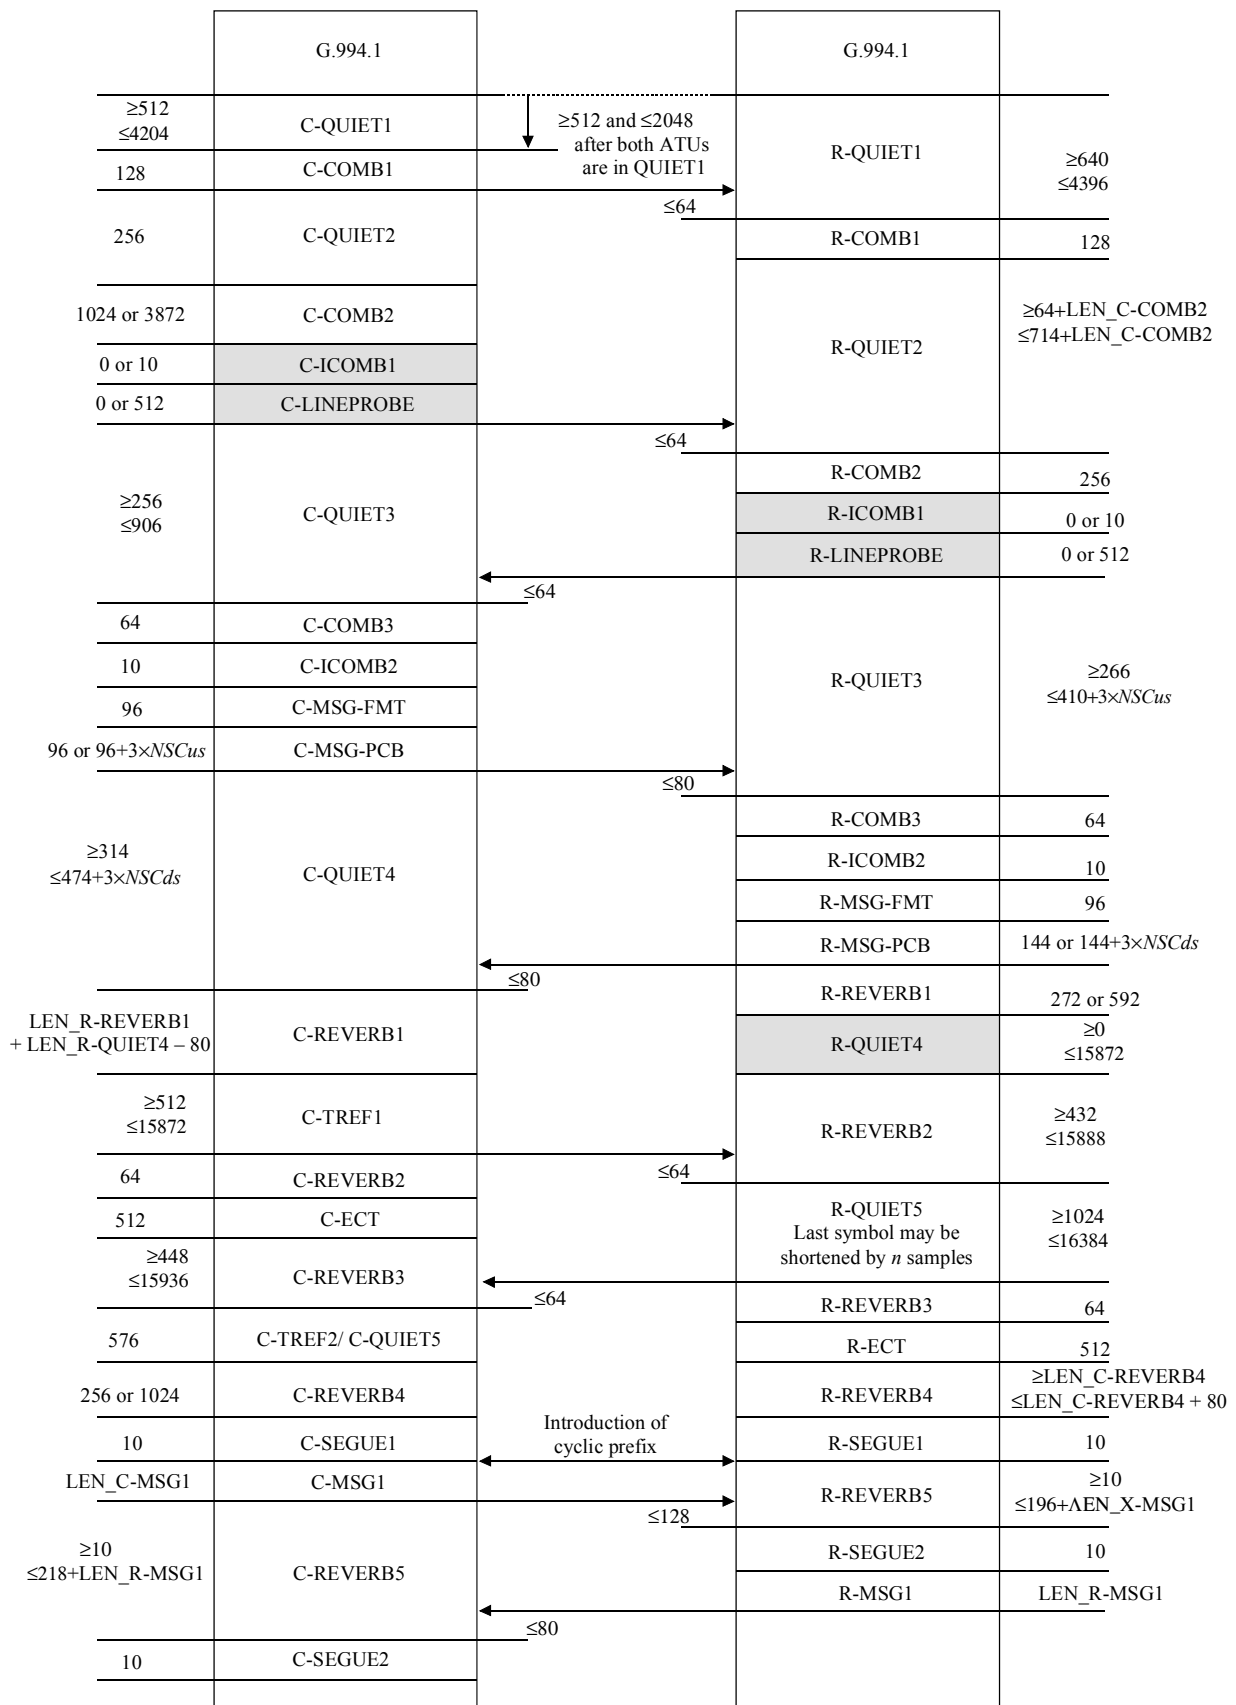 G.994.1
G.994.1
≥512
≤4204
C-QUIET1
≥512 and ≤2048
after both ATUs
are in QUIET1
R-QUIET1
≥640
≤4396
128
C-COMB1
≤64
256
C-QUIET2
R-COMB1
128
1024 or 3872
C-COMB2
R-QUIET2
≥64+LEN_C-COMB2
≤714+LEN_C-COMB2
0 or 10
C-ICOMB1
0 or 512
C-LINEPROBE
≤64
≥256
≤906
C-QUIET3
R-COMB2
256
R-ICOMB1
0 or 10
R-LINEPROBE
0 or 512
≤64
64
C-COMB3
10
C-ICOMB2
R-QUIET3
≥266
≤410+3×NSCus
96
C-MSG-FMT
96 or 96+3×NSCus
C-MSG-PCB
≤80
≥314
≤474+3×NSCds
C-QUIET4
R-COMB3
64
R-ICOMB2
10
R-MSG-FMT
96
R-MSG-PCB
144 or 144+3×NSCds
≤80
R-REVERB1
272 or 592
LEN_R-REVERB1
+ LEN_R-QUIET4 – 80
C-REVERB1
R-QUIET4
≥0
≤15872
≥512
≤15872
C-TREF1
R-REVERB2
≥432
≤15888
≤64
64
C-REVERB2
512
C-ECT
R-QUIET5
Last symbol may be
shortened by n samples
≥1024
≤16384
≥448
≤15936
C-REVERB3
≤64
R-REVERB3
64
576
C-TREF2/ C-QUIET5
R-ECT
512
256 or 1024
C-REVERB4
R-REVERB4
≥LEN_C-REVERB4
≤LEN_C-REVERB4 + 80
Introduction of
cyclic prefix
10
C-SEGUE1
R-SEGUE1
10
LEN_C-MSG1
C-MSG1
R-REVERB5
≥10
≤196+ΛEN_X-MSG1
≤128
≥10
≤218+LEN_R-MSG1
C-REVERB5
R-SEGUE2
10
R-MSG1
LEN_R-MSG1
≤80
10
C-SEGUE2